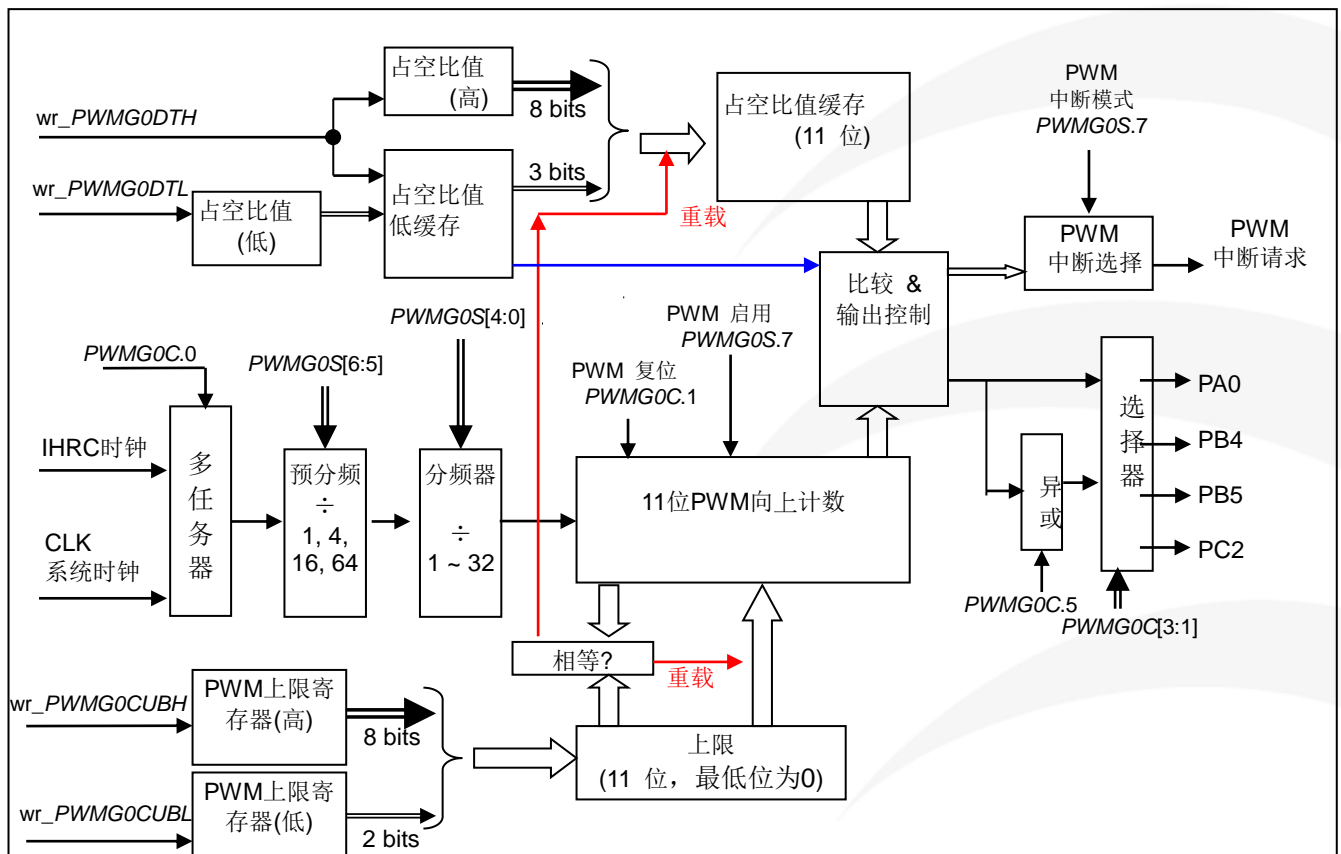 wr_PWMG0DTH
占空比值
(高)
8 bits
占空比值缓存
(11 位)
PWM
中断模式
PWMG0S.7
wr_PWMG0DTL
占空比值
(低)
占空比值
低缓存
3 bits
重载
PWM
中断选择
PWM
中断请求
比较 &
输出控制
PWMG0C.0
PWMG0S[6:5]
PWMG0S[4:0]
PWM 复位
PWMG0C.1
PWM 启用
PWMG0S.7
IHRC时钟
CLK
系统时钟
多任务器
预分频
÷
1, 4,
16, 64
分频器
÷
1 ~ 32
11位PWM向上计数
异或
选择器
PA0
PB4
PB5
PC2
PWMG0C.5
PWMG0C[3:1]
相等?
重载
wr_PWMG0CUBH
PWM上限寄
存器(高)
8 bits
上限
(11 位，最低位为0)
wr_PWMG0CUBL
PWM上限寄
存器(低)
2 bits